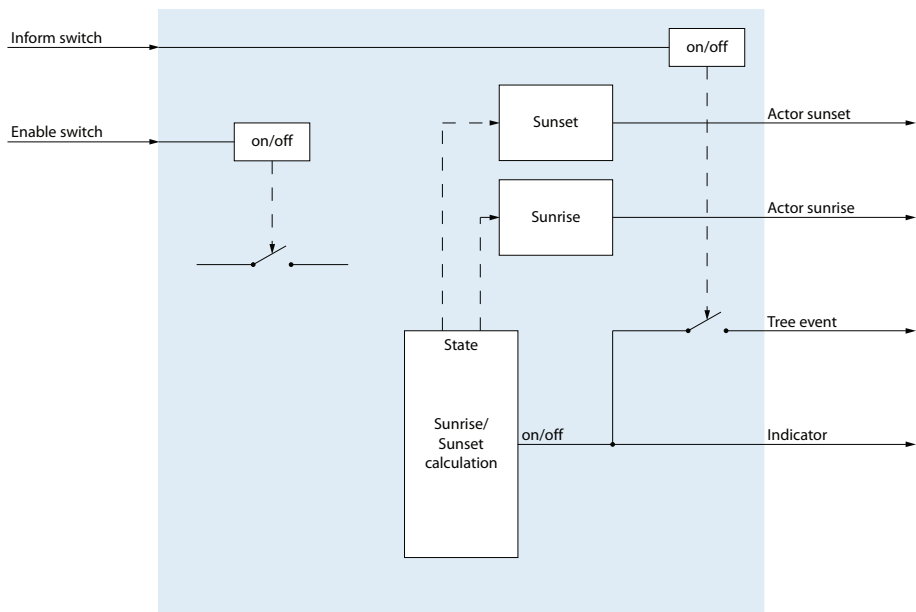 Inform switch
on/off
Enable switch
on/off
Sunset
Actor sunset
Sunrise
Actor sunrise
Tree event
State
Sunrise/
Sunset
calculation
on/off
Indicator